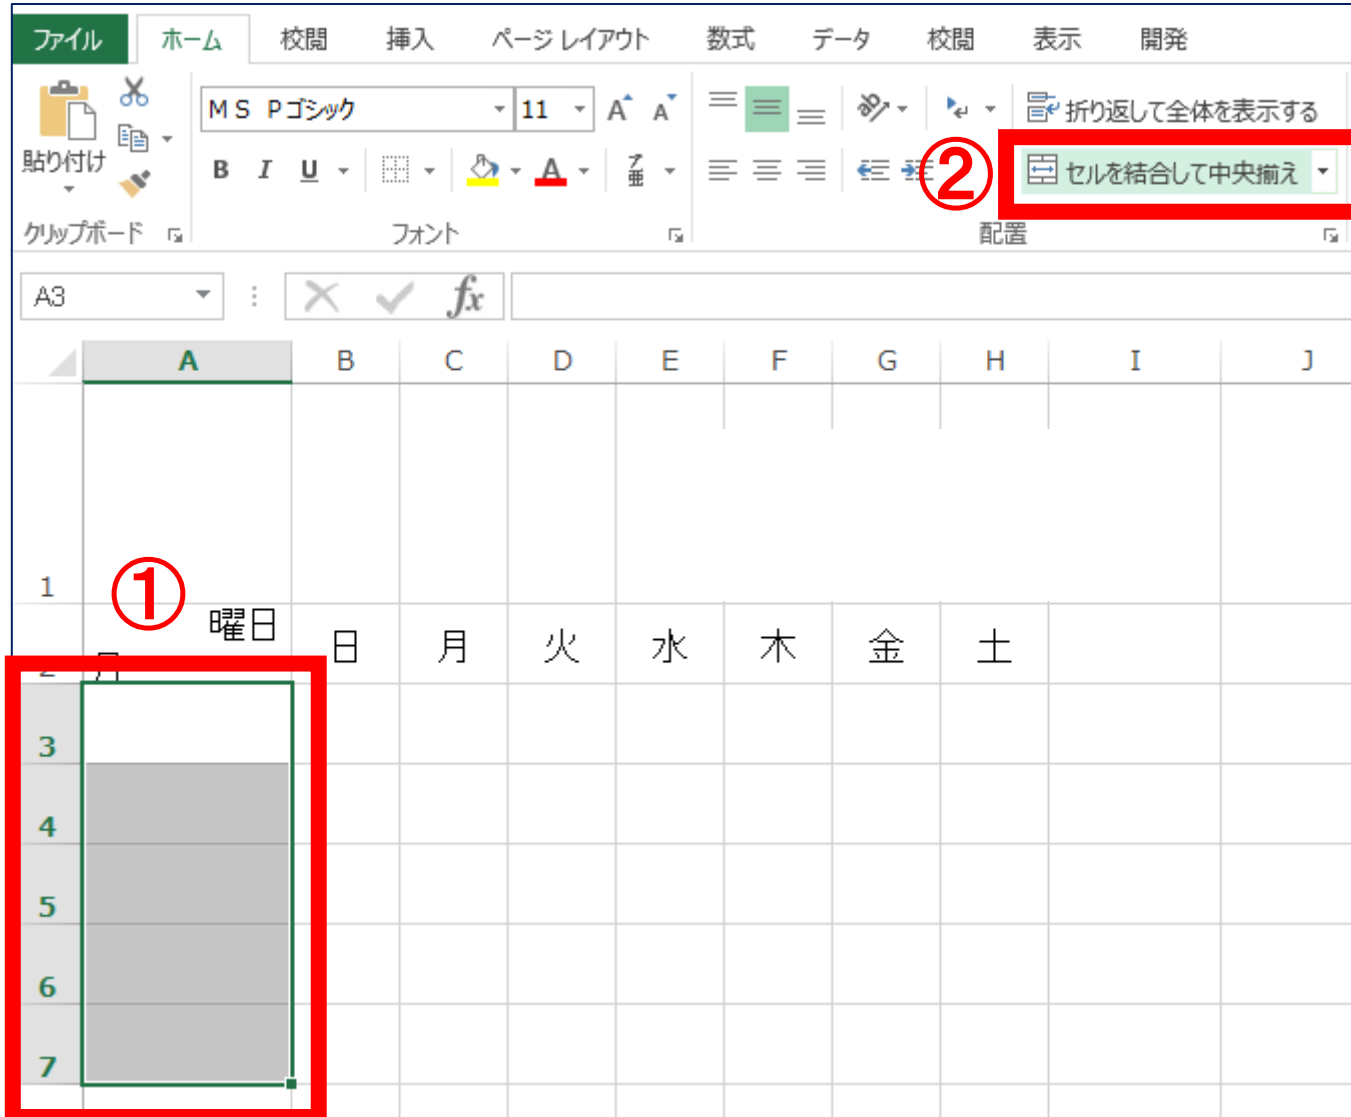 ファイル ホーム 校閲 挿入 ページ レイアウト 数式 データ 校閲 表示 開発
ＭＳ Ｐゴシック 11 折り返して全体を表示する
貼り付け B I U A ア亜 ② セルを結合して中央揃え
クリップボード フォント 配置
A3 fx
A B C D E F G H I J
1 ①
曜日
2 月 日 月 火 水 木 金 土
3
4
5
6
7